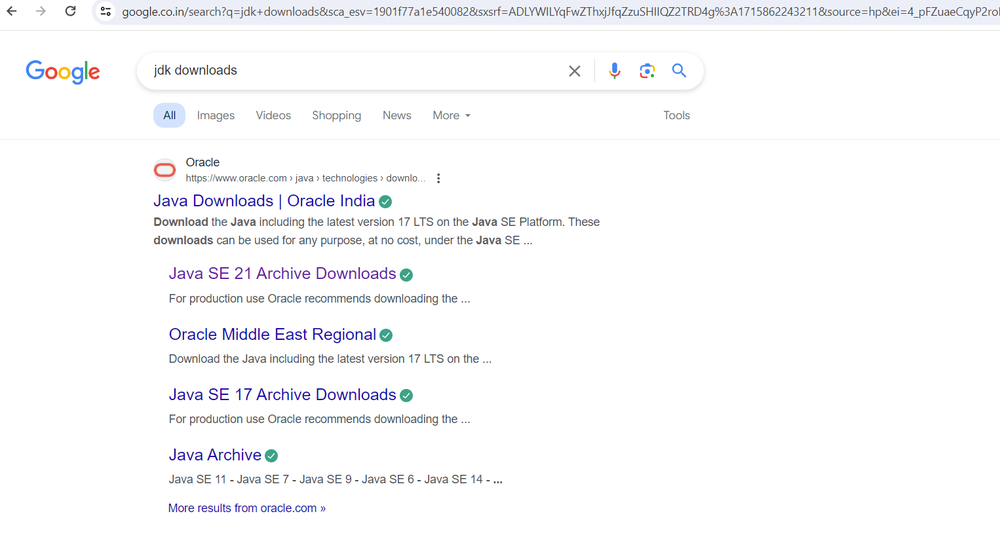 google.co.in/search?q=jdk+downloads&sca_esv=1901f77a1e540082&sxsrf=ADLYWILYqFwZThxjJfqZzuSHIIQZ2TRD4g%3A1715862243211&source=hp&ei=4_pFZuaeCqyP2rol
Google
jdk downloads
All Images Videos Shopping News More Tools
Oracle
https://www.oracle.com › java › technologies › downlo...
Java Downloads | Oracle India
Download the Java including the latest version 17 LTS on the Java SE Platform. These
downloads can be used for any purpose, at no cost, under the Java SE ...
Java SE 21 Archive Downloads
For production use Oracle recommends downloading the ...
Oracle Middle East Regional
Download the Java including the latest version 17 LTS on the ...
Java SE 17 Archive Downloads
For production use Oracle recommends downloading the ...
Java Archive
Java SE 11 - Java SE 7 - Java SE 9 - Java SE 6 - Java SE 14 - ...
More results from oracle.com »